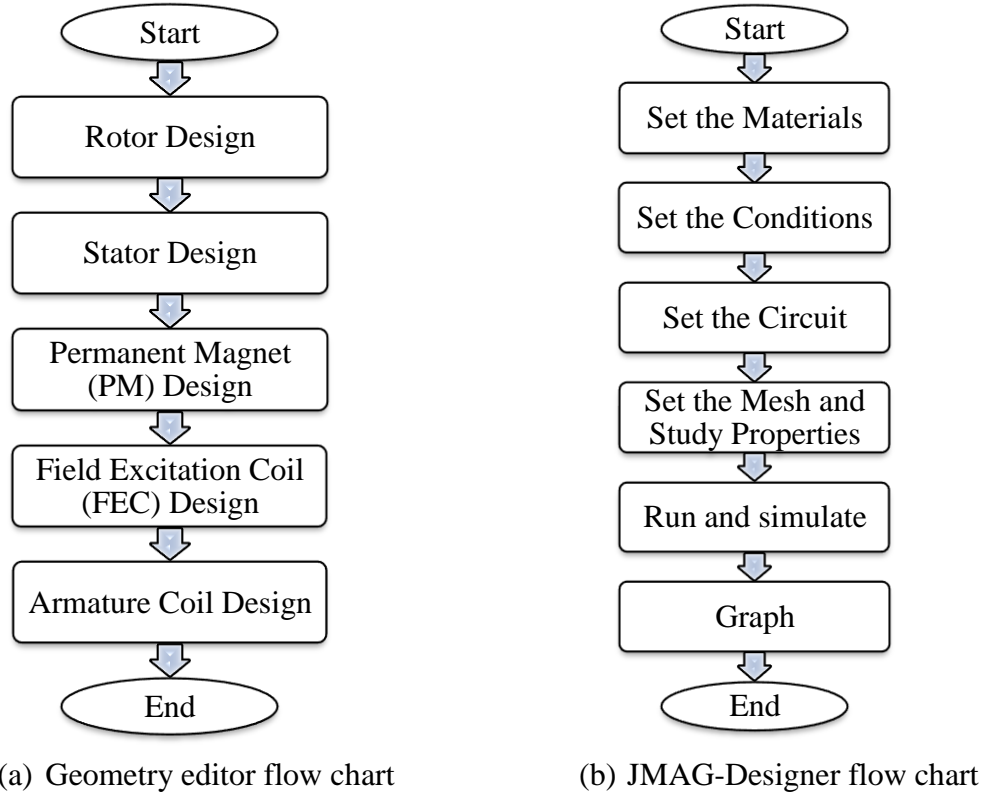 Start
Rotor Design
Stator Design
Permanent Magnet
(PM) Design
Field Excitation Coil
(FEC) Design
Armature Coil Design
End
(a) Geometry editor flow chart
Start
Set the Materials
Set the Conditions
Set the Circuit
Set the Mesh and
Study Properties
Run and simulate
Graph
End
(b) JMAG-Designer flow chart